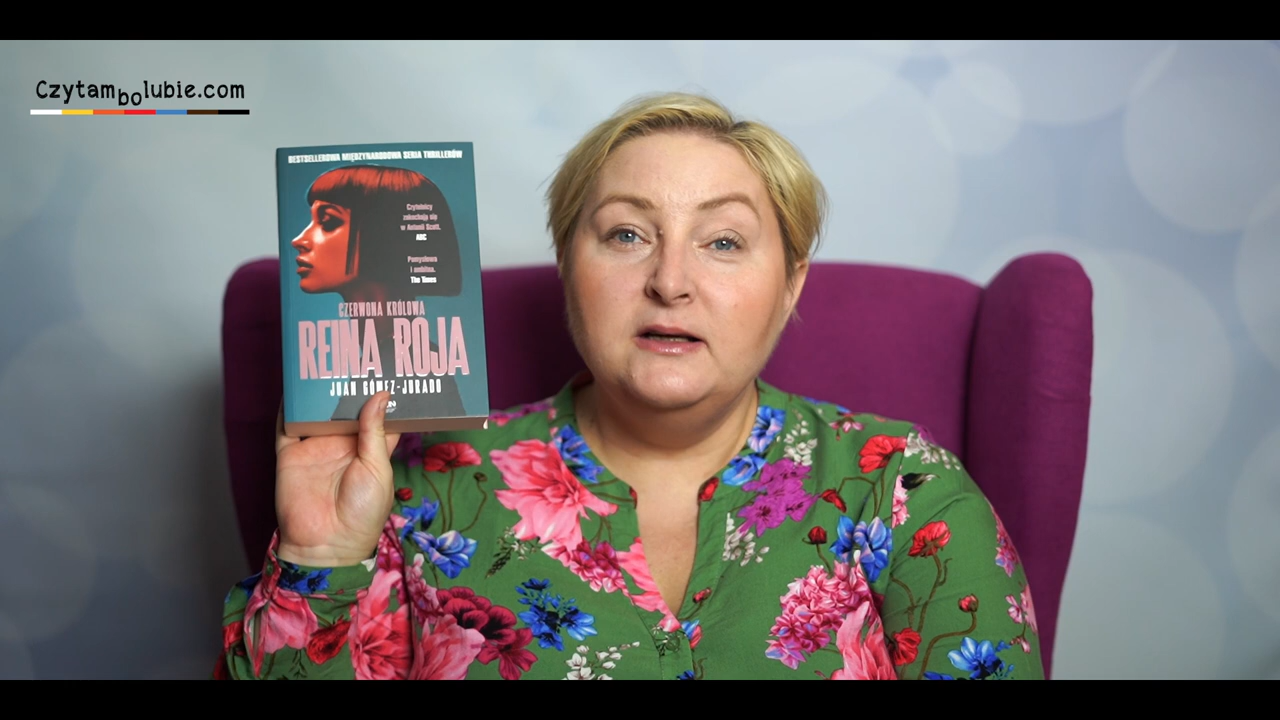 Czytambolubie.com
BESTSELLEROWA MIĘDZYNARODOWA SERIA THRILLERÓW
Czytelnicy
zakochują się
w Antonii Scott.
ABC
Pomysłowa
i ambitna.
The Times
CZERWONA KRÓLOWA
REINA ROJA
JUAN GÓMEZ-JURADO